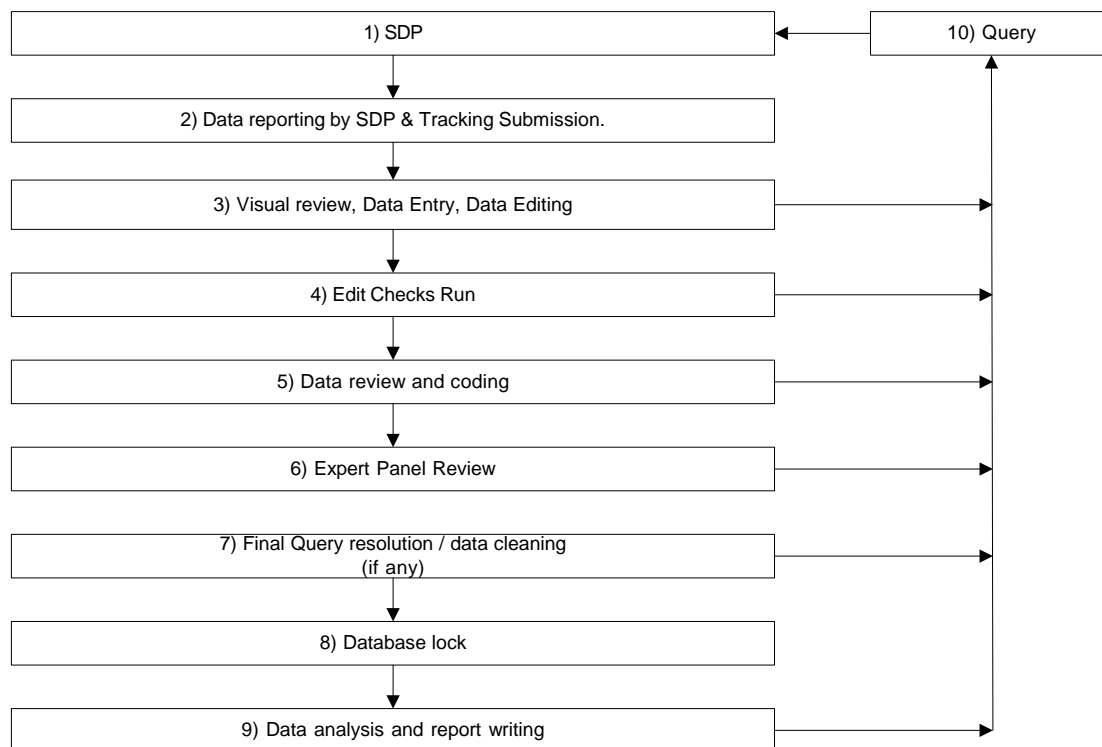 1) SDP
10) Query
2) Data reporting by SDP & Tracking Submission.
3) Visual review, Data Entry, Data Editing
4) Edit Checks Run
5) Data review and coding
6) Expert Panel Review
7) Final Query resolution / data cleaning
(if any)
8) Database lock
9) Data analysis and report writing